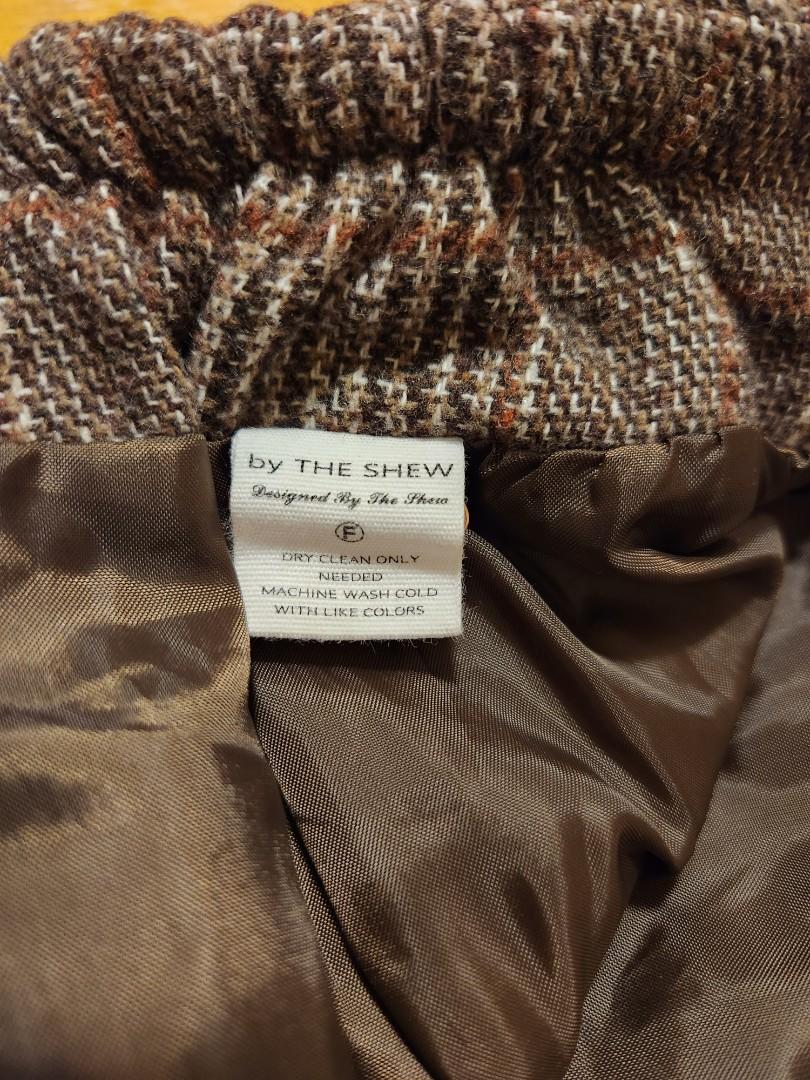 by THE SHEW
Designed By The Shew
F
DRY CLEAN ONLY
NEEDED
MACHINE WASH COLD
WITH LIKE COLORS